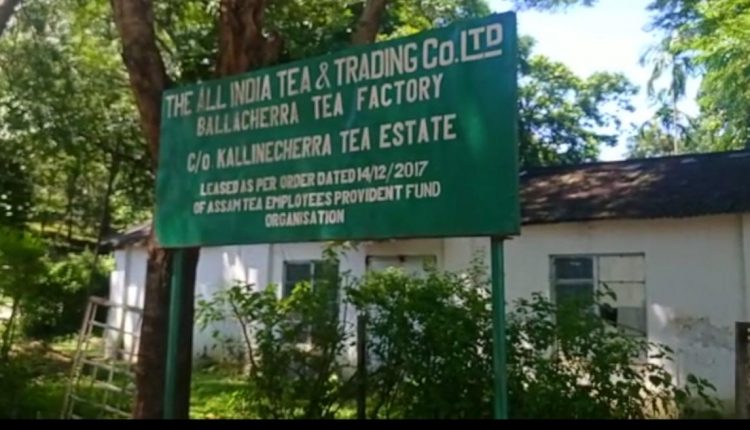 THE ALL INDIA TEA & TRADING Co. LTD
BALLACHERRA TEA FACTORY
C/o KALLINECHERRA TEA ESTATE
LEASED AS PER ORDER DATED 14/12/2017
OF ASSAM TEA EMPLOYEES PROVIDENT FUND
ORGANISATION